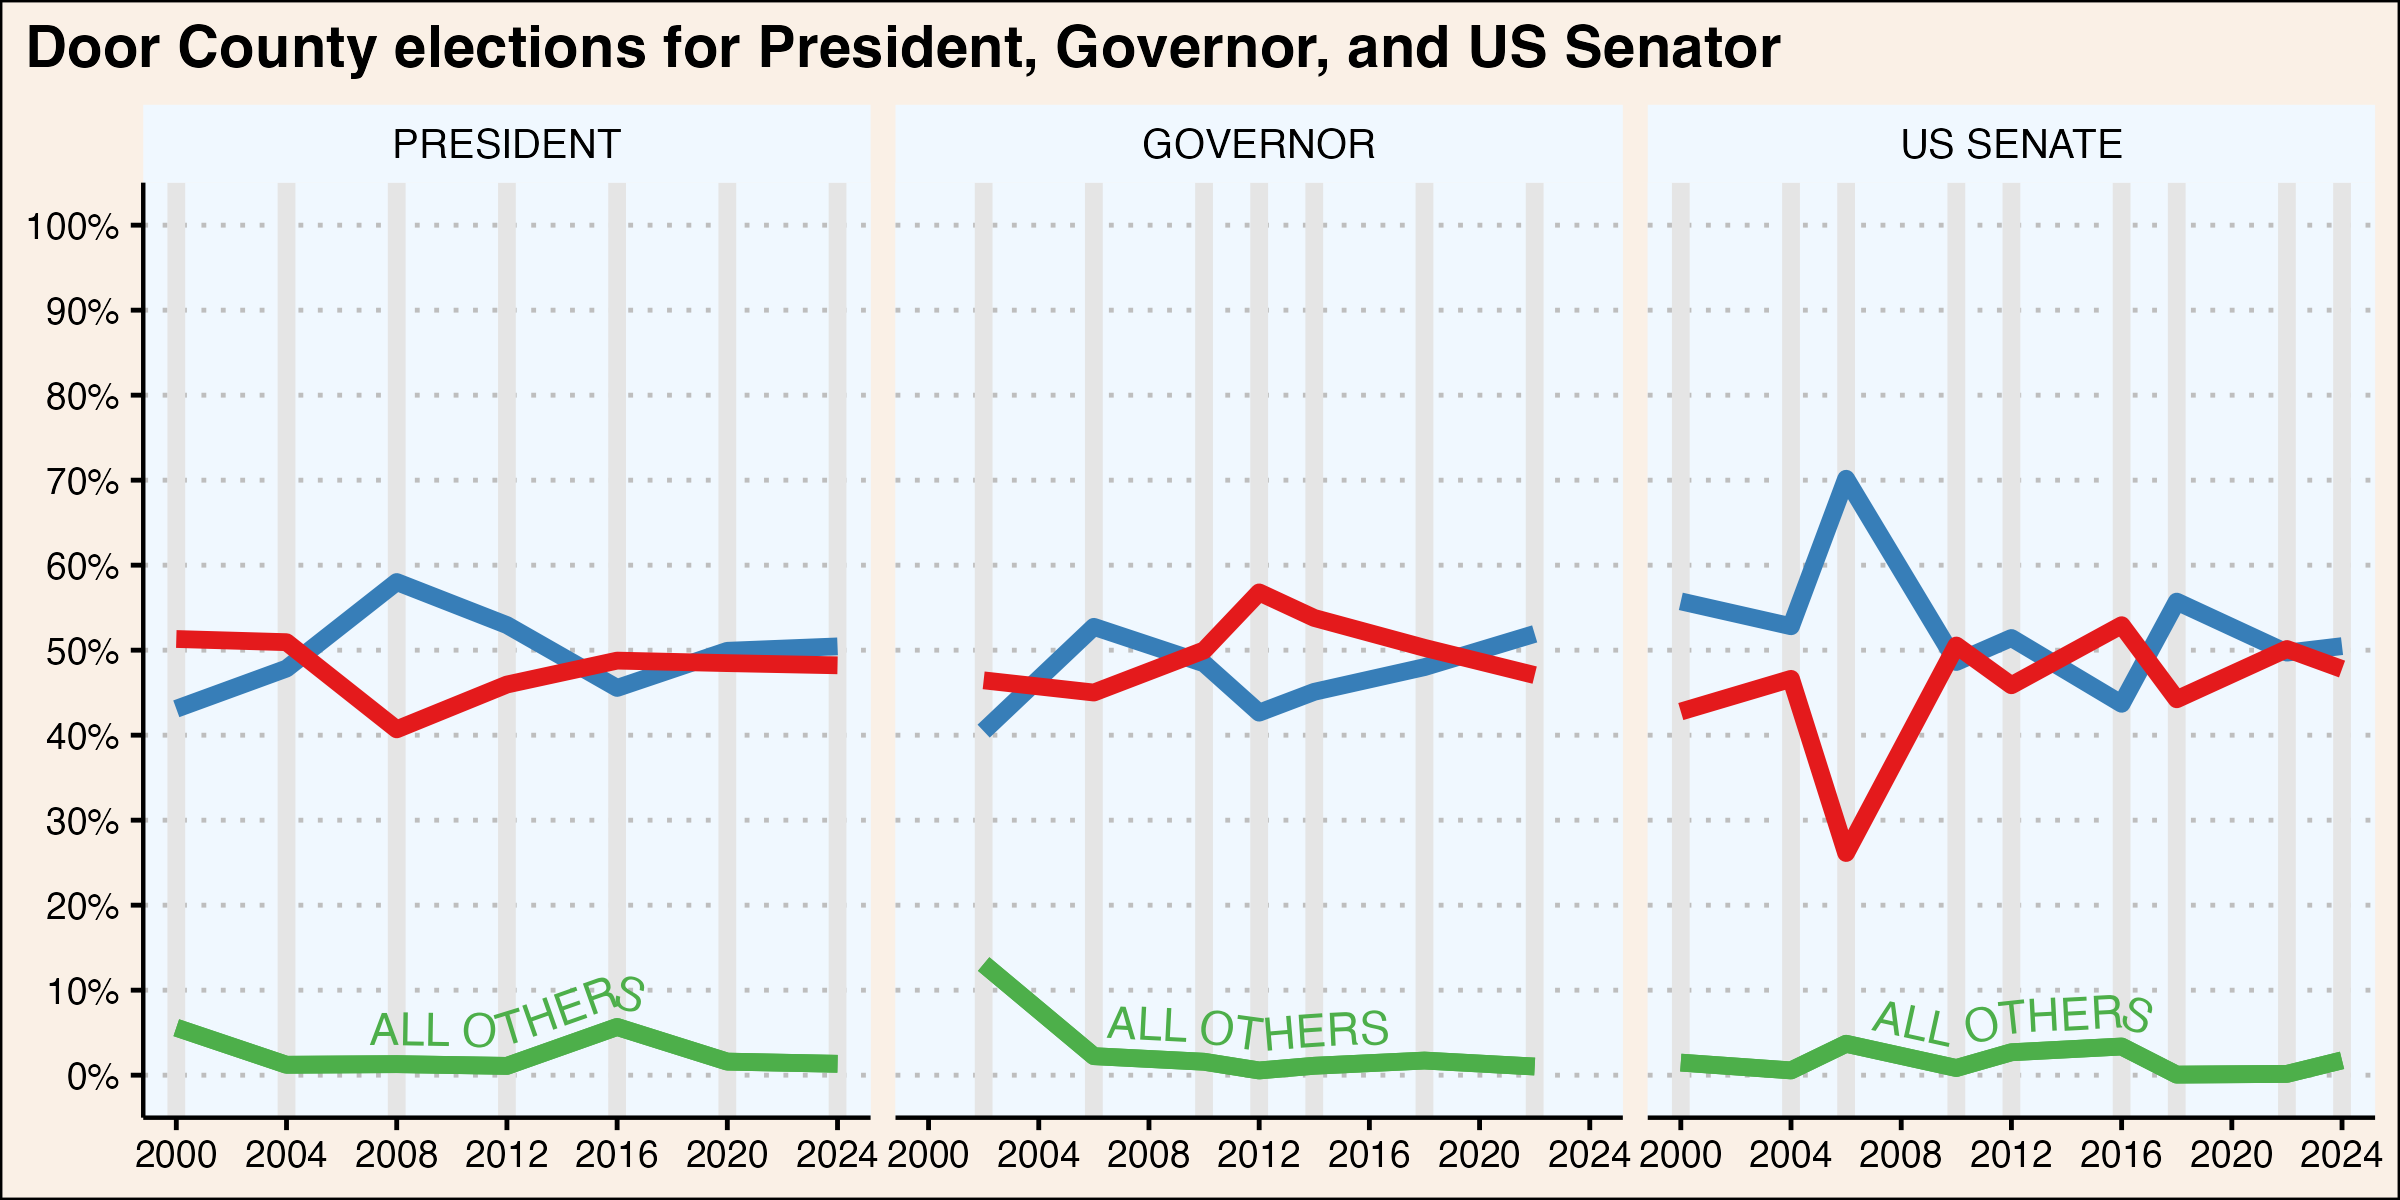 Door County elections for President, Governor, and US Senator
PRESIDENT
GOVERNOR
US SENATE
100%
90%
80%
70%
60%
50%
40%
30%
20%
10%
0%
ALL OTHERS
ALL OTHERS
ALL OTHERS
2000 2004 2008 2012 2016 2020 2024
2000 2004 2008 2012 2016 2020 2024
2000 2004 2008 2012 2016 2020 2024